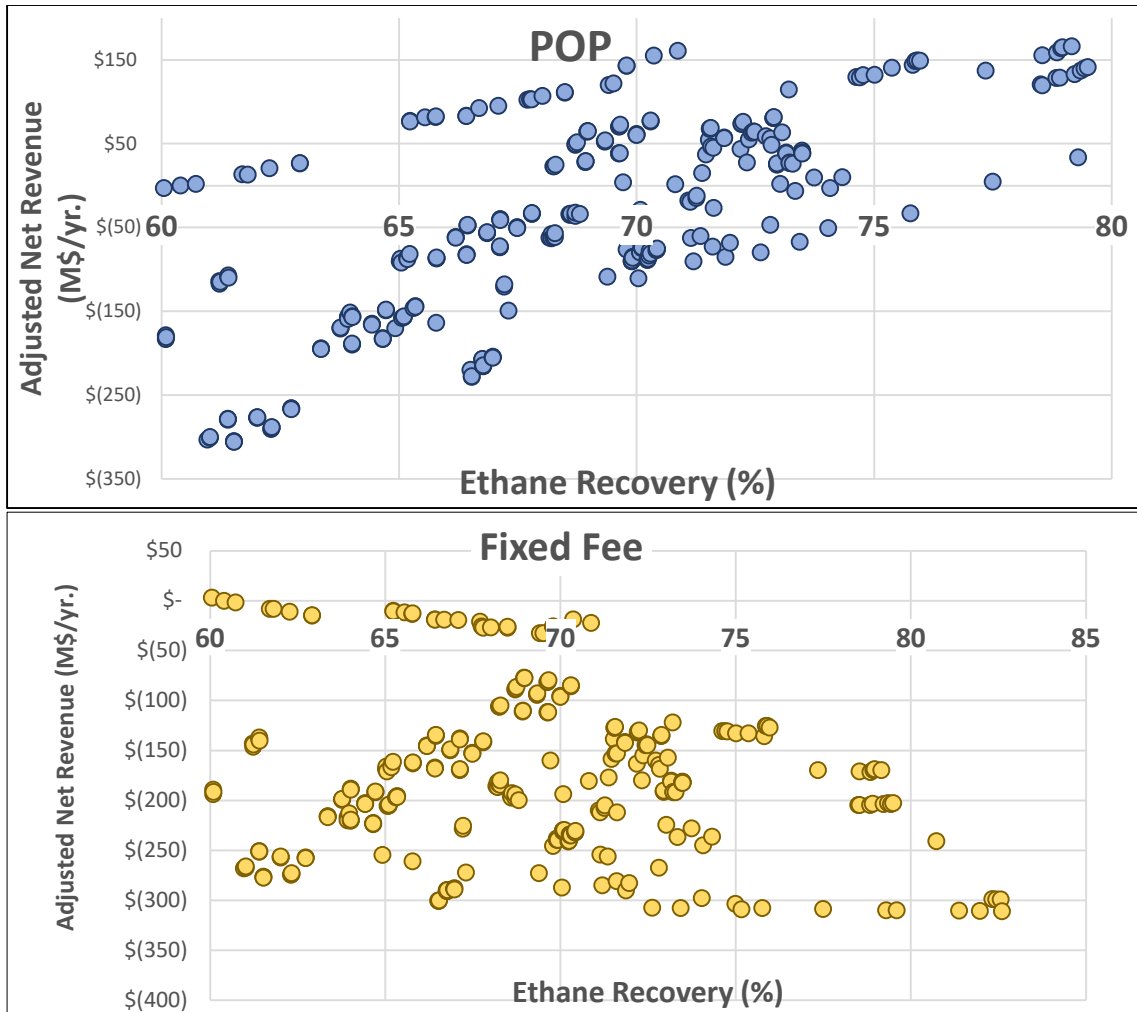 POP
$150
$50
$(50)
$(150)
$(250)
$(350)
Adjusted Net Revenue
(M$/yr.)
60 65 70 75 80
Ethane Recovery (%)
Fixed Fee
$50
$-
$(50)
$(100)
$(150)
$(200)
$(250)
$(300)
$(350)
$(400)
Adjusted Net Revenue (M$/yr.)
60 65 70 75 80 85
Ethane Recovery (%)